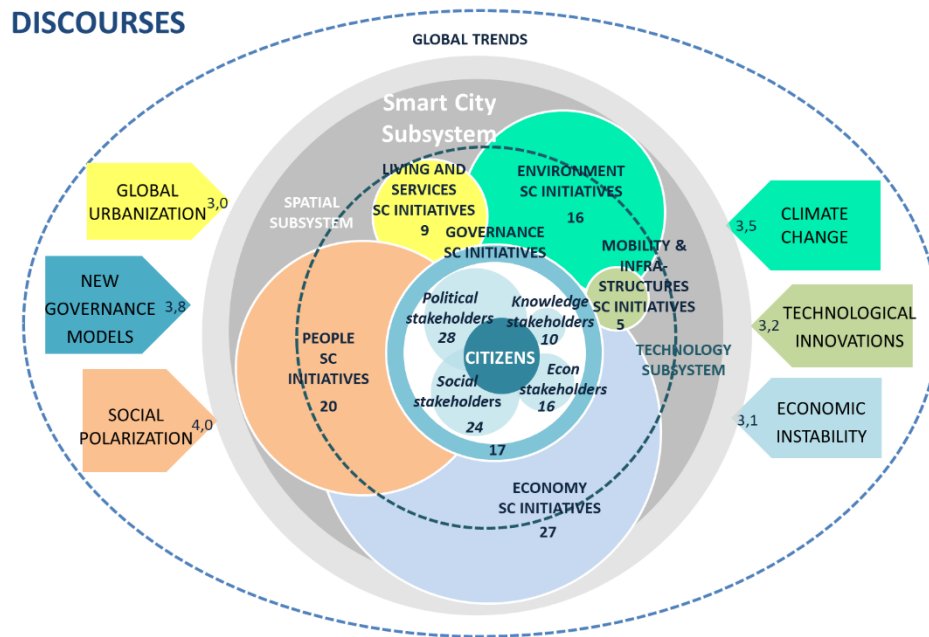 DISCOURSES
GLOBAL TRENDS
Smart City
Subsystem
LIVING AND
SERVICES
SC INITIATIVES
9
ENVIRONMENT
SC INITIATIVES
16
GLOBAL
URBANIZATION
3,0
SPATIAL
SUBSYSTEM
GOVERNANCE
SC INITIATIVES
MOBILITY &
INFRA-
STRUCTURES
SC INITIATIVES
5
3,5
CLIMATE
CHANGE
NEW
GOVERNANCE
MODELS
3,8
Political
stakeholders
28
Knowledge
stakeholders
10
3,2
TECHNOLOGICAL
INNOVATIONS
PEOPLE
SC
INITIATIVES
20
CITIZENS
TECHNOLOGY
SUBSYSTEM
Social
stakeholders
24
Econ
stakeholders
16
SOCIAL
POLARIZATION
4,0
3,1
ECONOMIC
INSTABILITY
17
ECONOMY
SC INITIATIVES
27